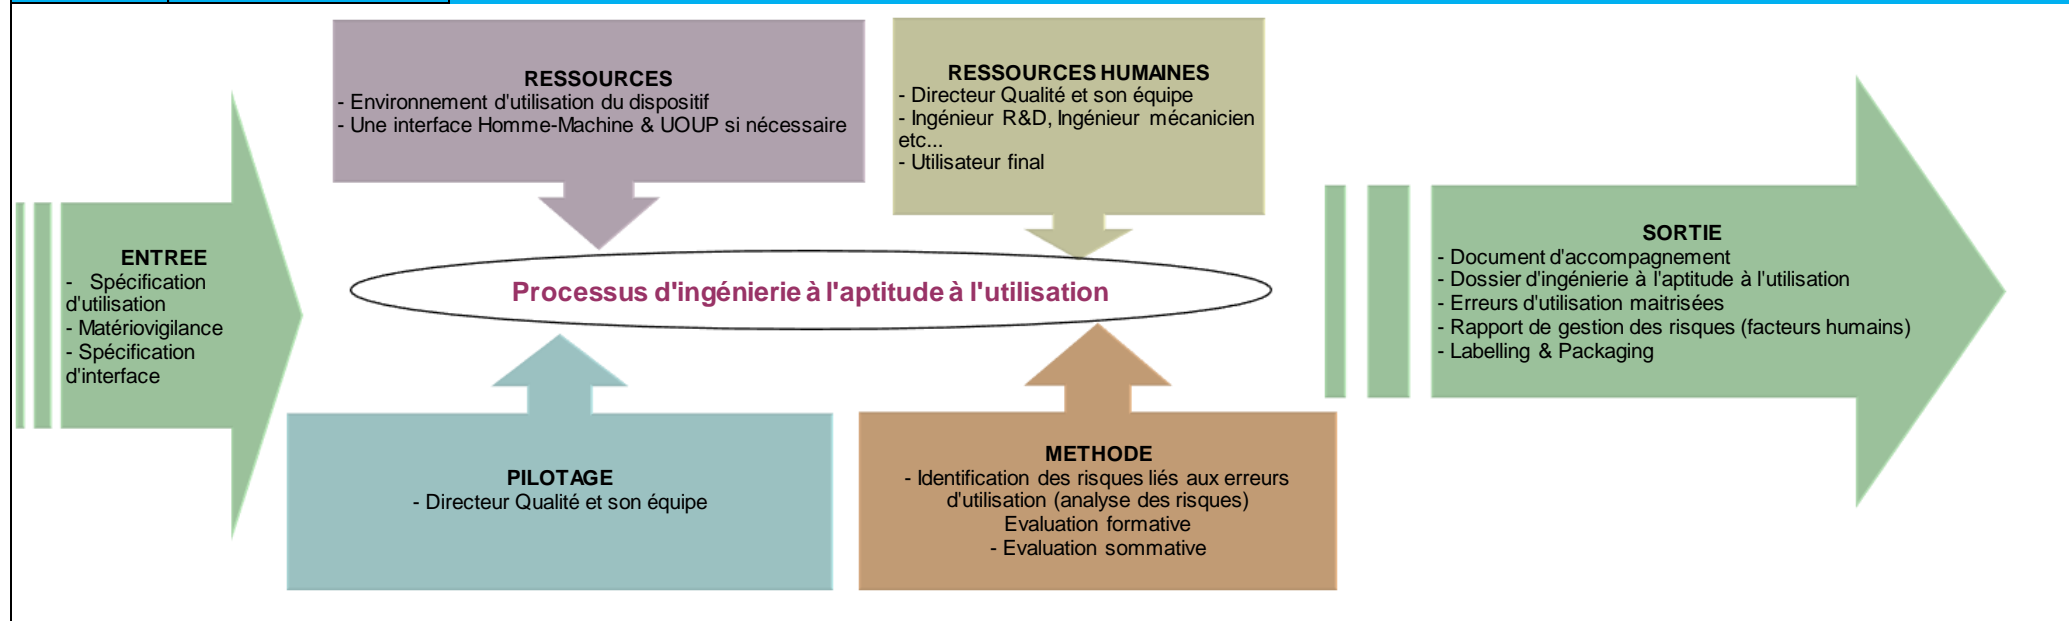 RESSOURCES
- Environnement d'utilisation du dispositif
- Une interface Homme-Machine & UOUP si nécessaire
RESSOURCES HUMAINES
- Directeur Qualité et son équipe
- Ingénieur R&D, Ingénieur mécanicien
etc...
- Utilisateur final
ENTREE
- Spécification
d'utilisation
- Matériovigilance
- Spécification
d'interface
Processus d'ingénierie à l'aptitude à l'utilisation
SORTIE
- Document d'accompagnement
- Dossier d'ingénierie à l'aptitude à l'utilisation
- Erreurs d'utilisation maitrisées
- Rapport de gestion des risques (facteurs humains)
- Labelling & Packaging
PILOTAGE
- Directeur Qualité et son équipe
METHODE
- Identification des risques liés aux erreurs
d'utilisation (analyse des risques)
Evaluation formative
- Evaluation sommative